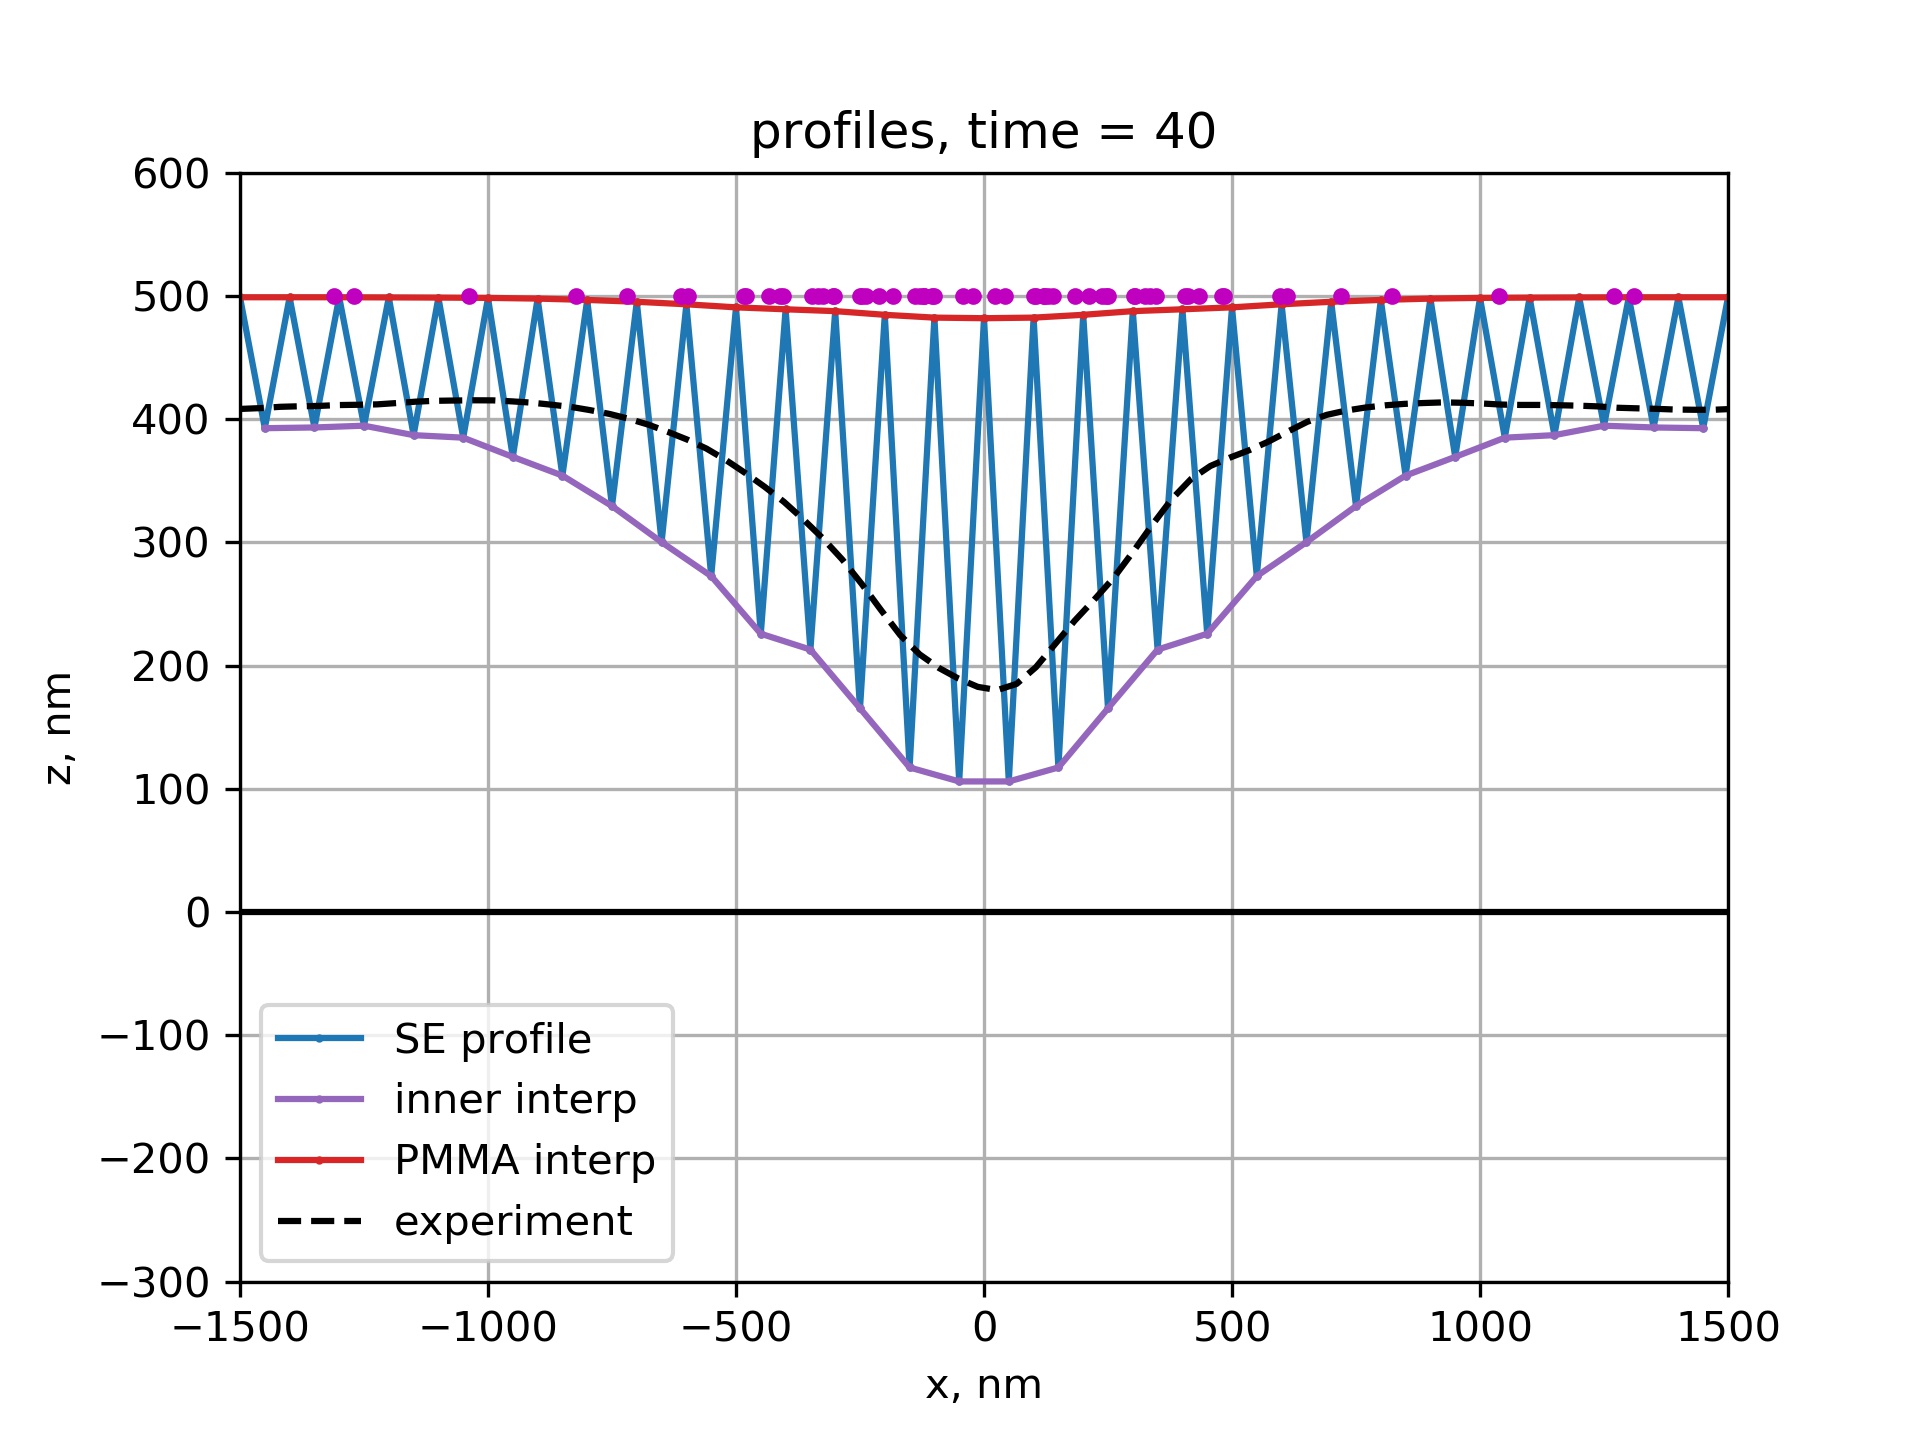 profiles, time = 40
600
500
400
300
200
100
0
−100
−200
−300
z, nm
SE profile
inner interp
PMMA interp
experiment
−1500 −1000 −500 0 500 1000 1500
x, nm